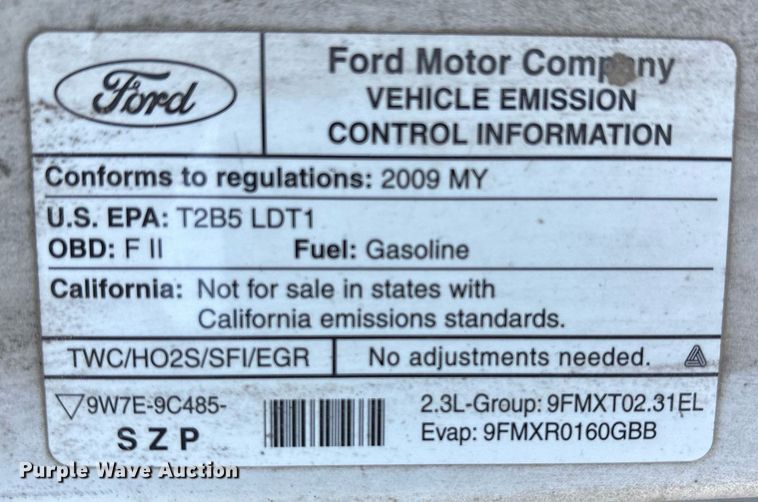 Ford
Ford Motor Company
VEHICLE EMISSION
CONTROL INFORMATION
Conforms to regulations: 2009 MY
U.S. EPA: T2B5 LDT1
OBD: F II Fuel: Gasoline
California: Not for sale in states with
California emissions standards.
TWC/HO2S/SFI/EGR No adjustments needed.
9W7E-9C485-
S Z P
2.3L-Group: 9FMXT02.31EL
Evap: 9FMXR0160GBB
Purple Wave Auction